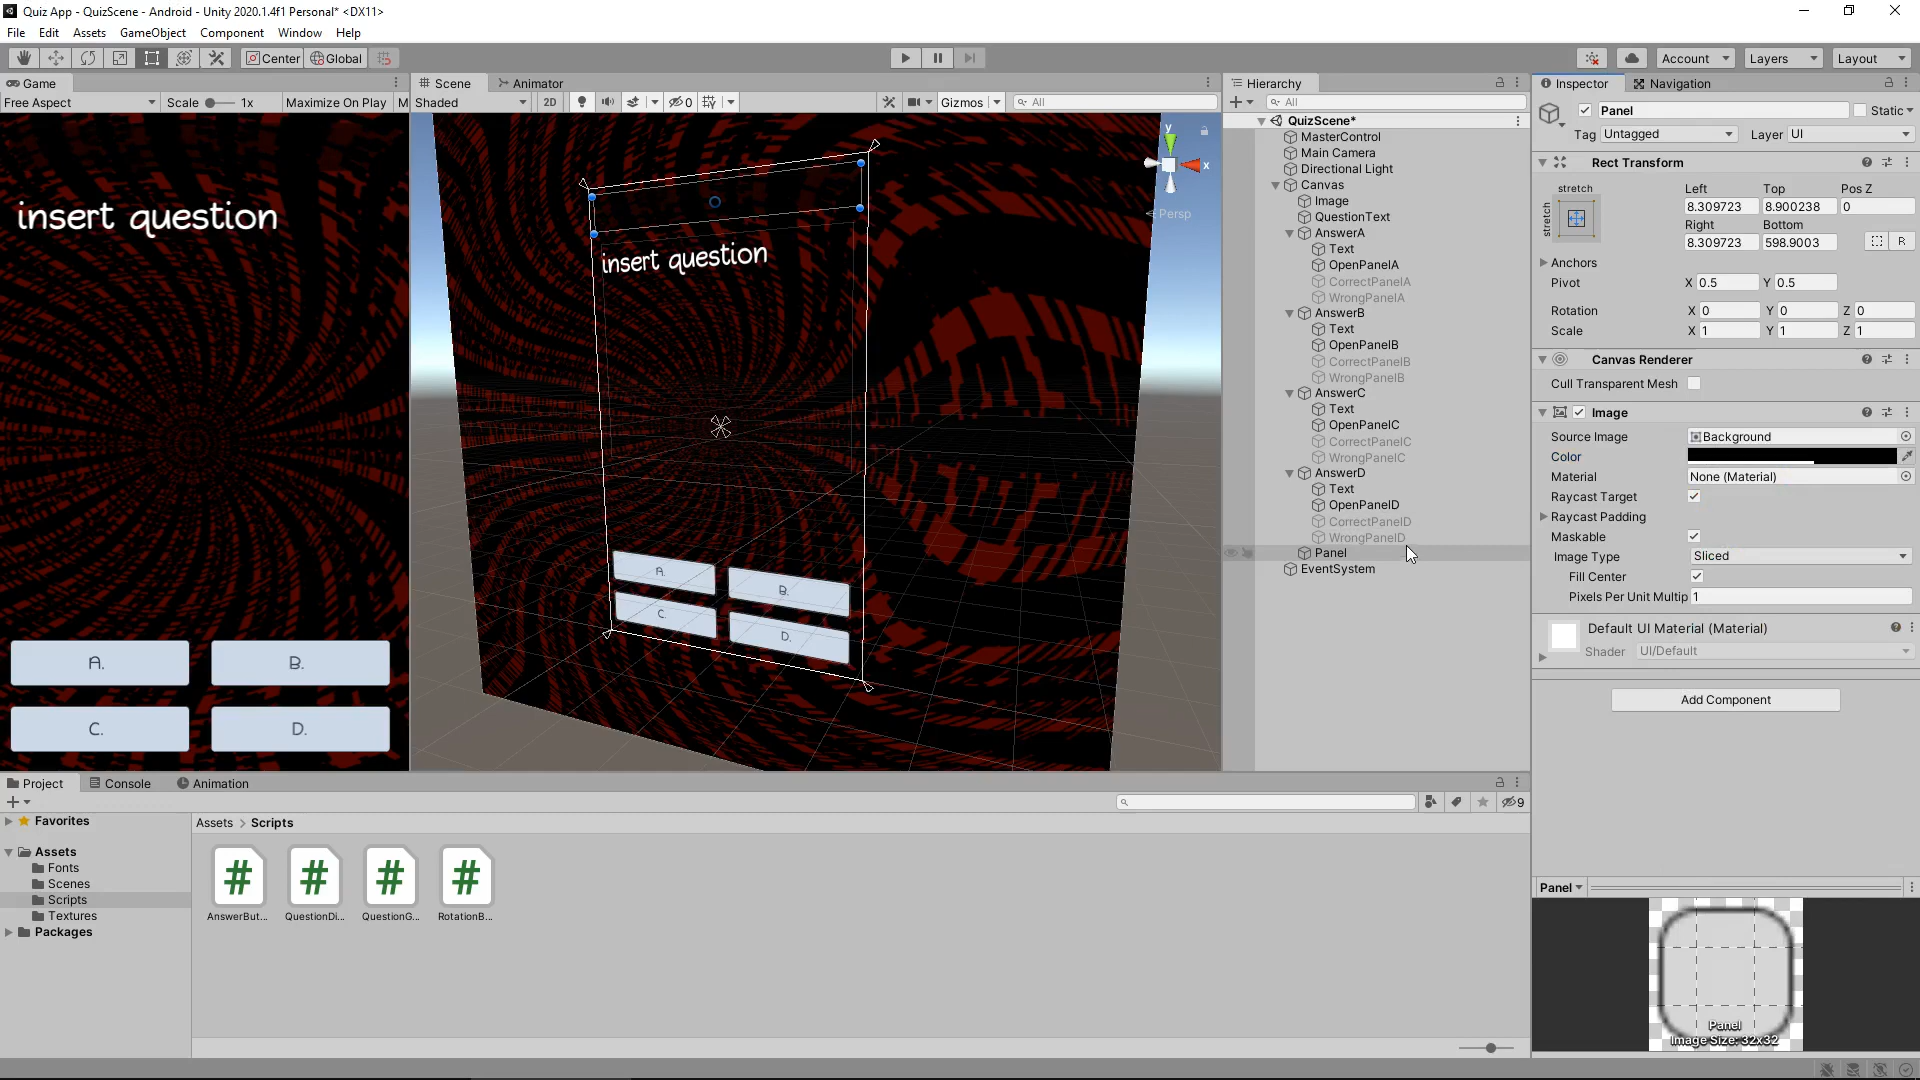 Quiz App - QuizScene - Android - Unity 2020.1.4f1 Personal* <DX11>
File Edit Assets GameObject Component Window Help
Center Global Account Layers Layout
Game
Free Aspect Scale 1x Maximize On Play M
insert question
A. B.
C. D.
Scene Animator
Shaded 2D 0 Gizmos All
y
x
Persp
insert question
A. B.
C. D.
Hierarchy
All
QuizScene*
MasterControl
Main Camera
Directional Light
Canvas
Image
QuestionText
AnswerA
Text
OpenPanelA
CorrectPanelA
WrongPanelA
AnswerB
Text
OpenPanelB
CorrectPanelB
WrongPanelB
AnswerC
Text
OpenPanelC
CorrectPanelC
WrongPanelC
AnswerD
Text
OpenPanelD
CorrectPanelD
WrongPanelD
Panel
EventSystem
Inspector Navigation
Panel Static
Tag Untagged Layer UI
Rect Transform
stretch Left Top Pos Z
stretch 8.309723 8.900238 0
Right Bottom
8.309723 598.9003 R
Anchors
Pivot X 0.5 Y 0.5
Rotation X 0 Y 0 Z 0
Scale X 1 Y 1 Z 1
Canvas Renderer
Cull Transparent Mesh
Image
Source Image Background
Color
Material None (Material)
Raycast Target
Raycast Padding
Maskable
Image Type Sliced
Fill Center
Pixels Per Unit Multip 1
Default UI Material (Material)
Shader UI/Default
Add Component
Panel
Panel
Image Size: 32x32
Project Console Animation
9
Favorites
Assets
Fonts
Scenes
Scripts
Textures
Packages
Assets > Scripts
# # # #
AnswerBut... QuestionDi... QuestionG... RotationB...